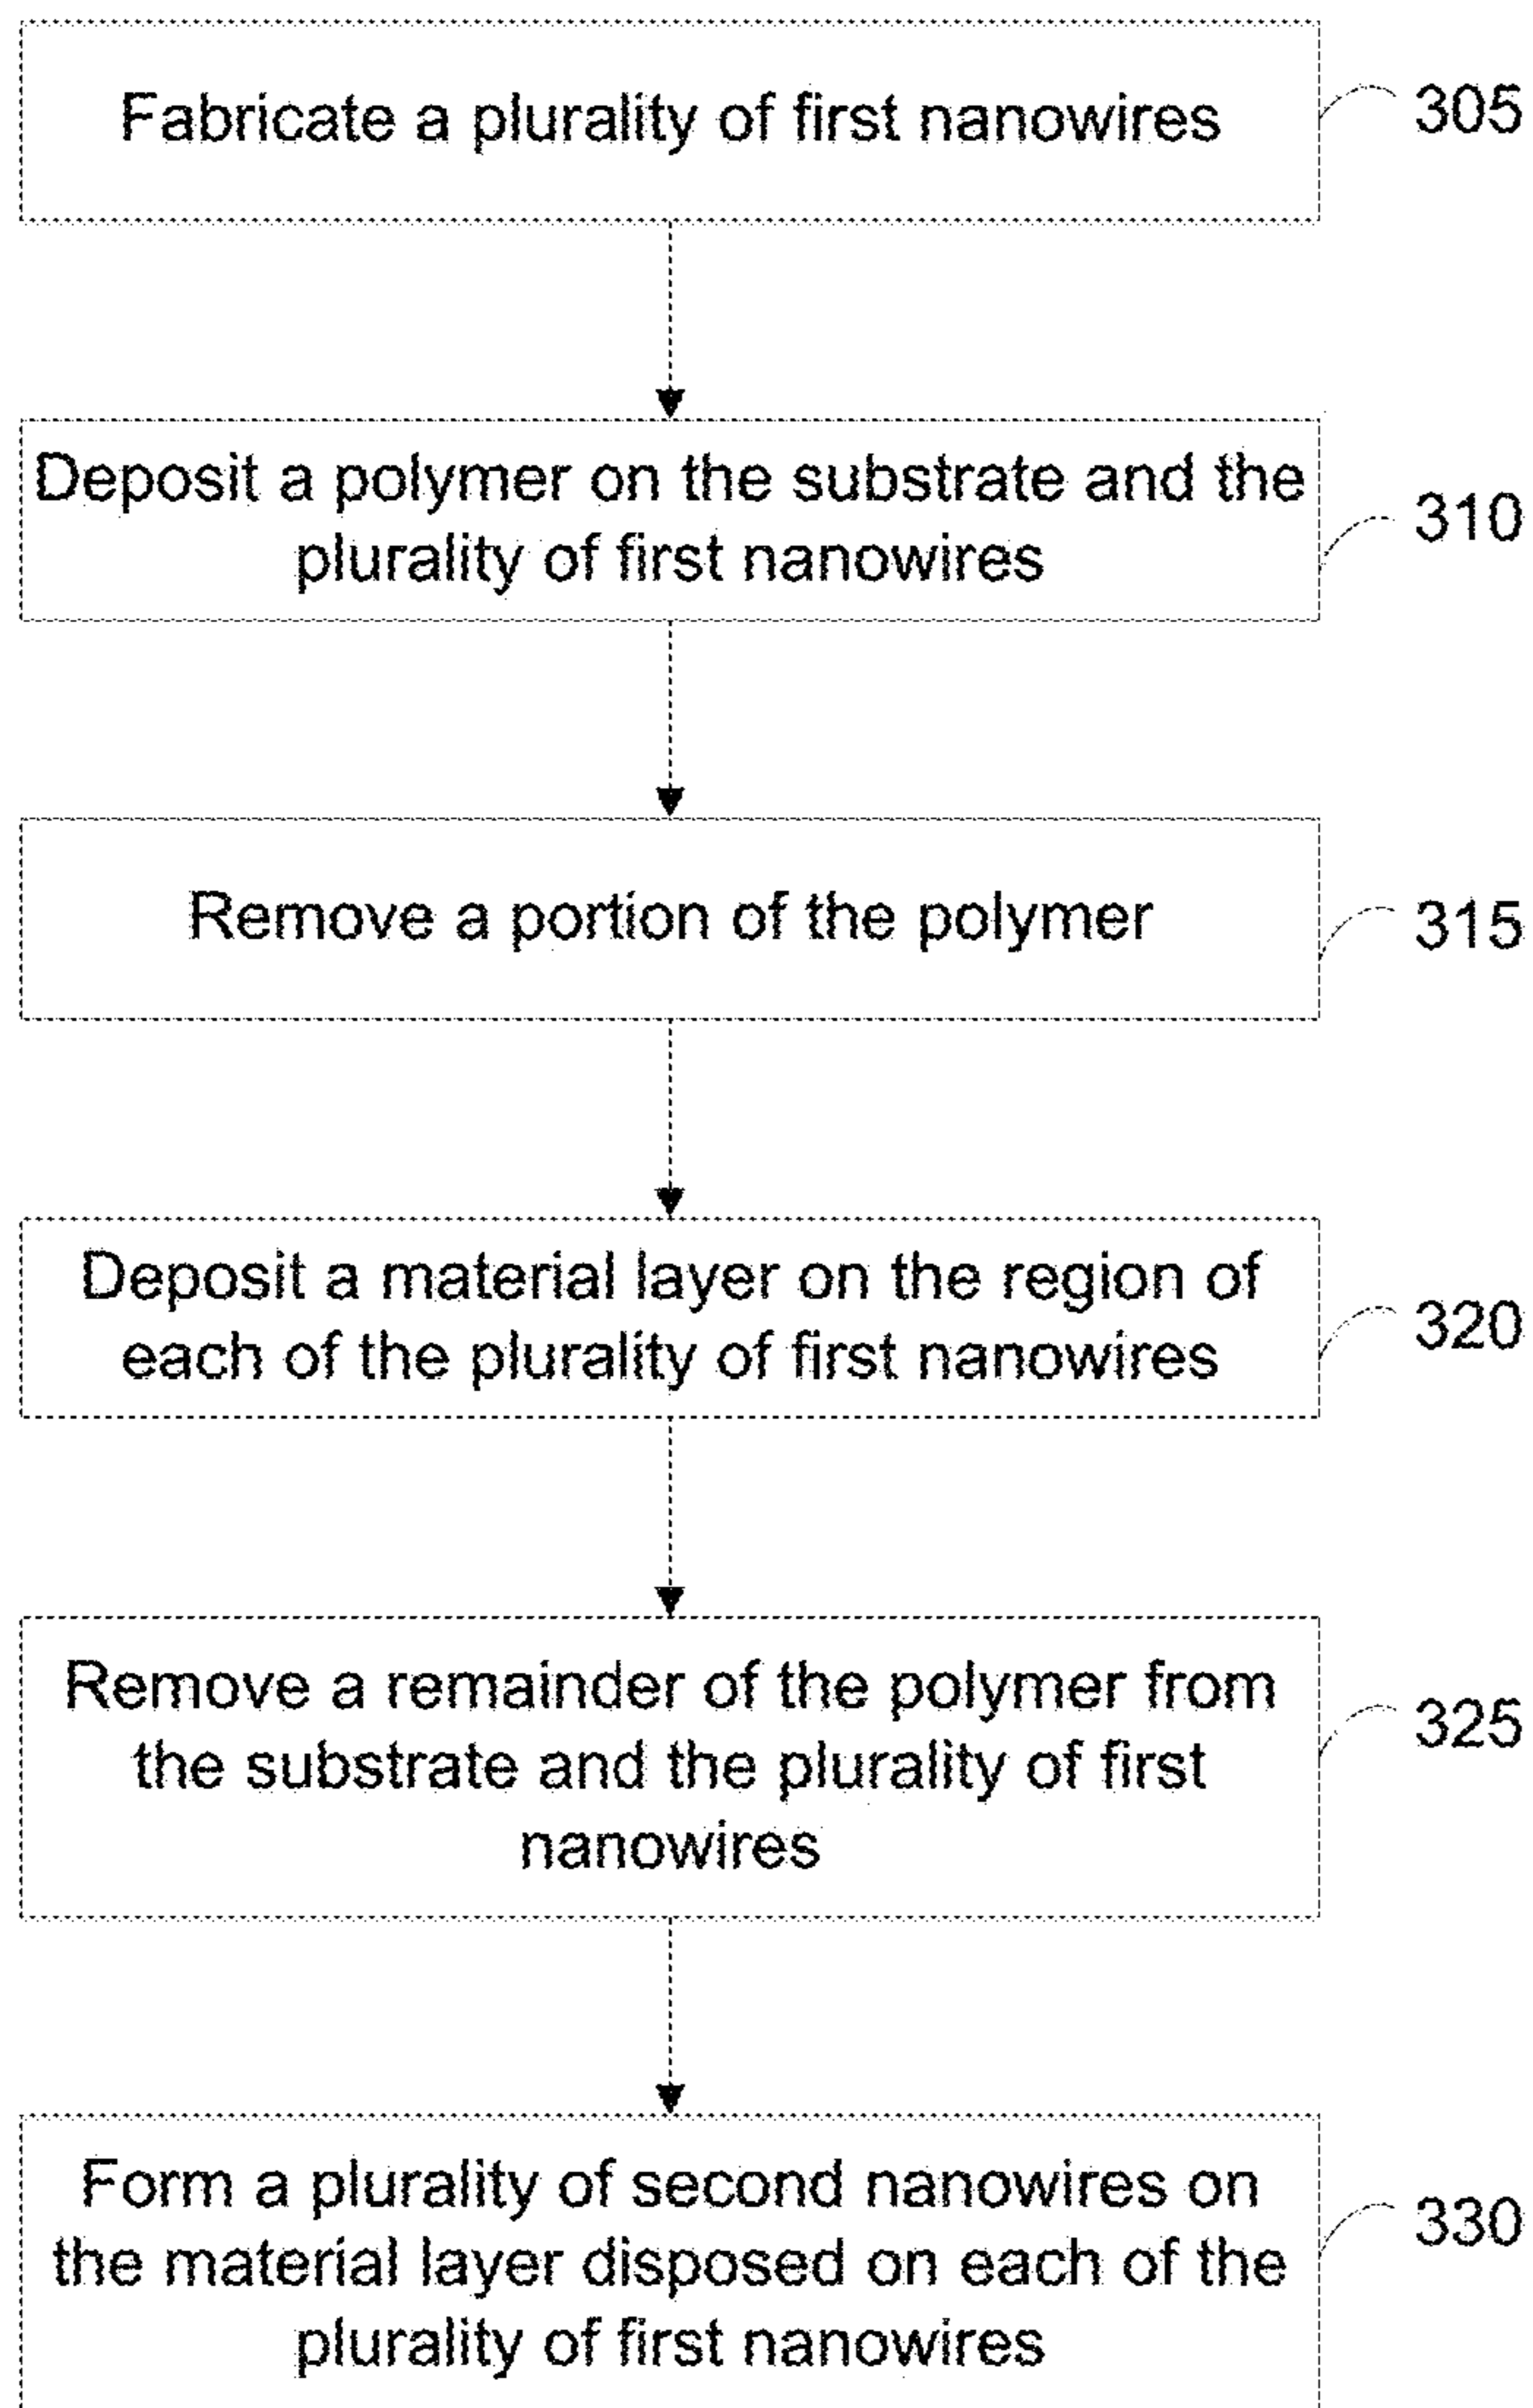 Fabricate a plurality of first nanowires
305
Deposit a polymer on the substrate and the
plurality of first nanowires
310
Remove a portion of the polymer
315
Deposit a material layer on the region of
each of the plurality of first nanowires
320
Remove a remainder of the polymer from
the substrate and the plurality of first
nanowires
325
Form a plurality of second nanowires on
the material layer disposed on each of the
plurality of first nanowires
330